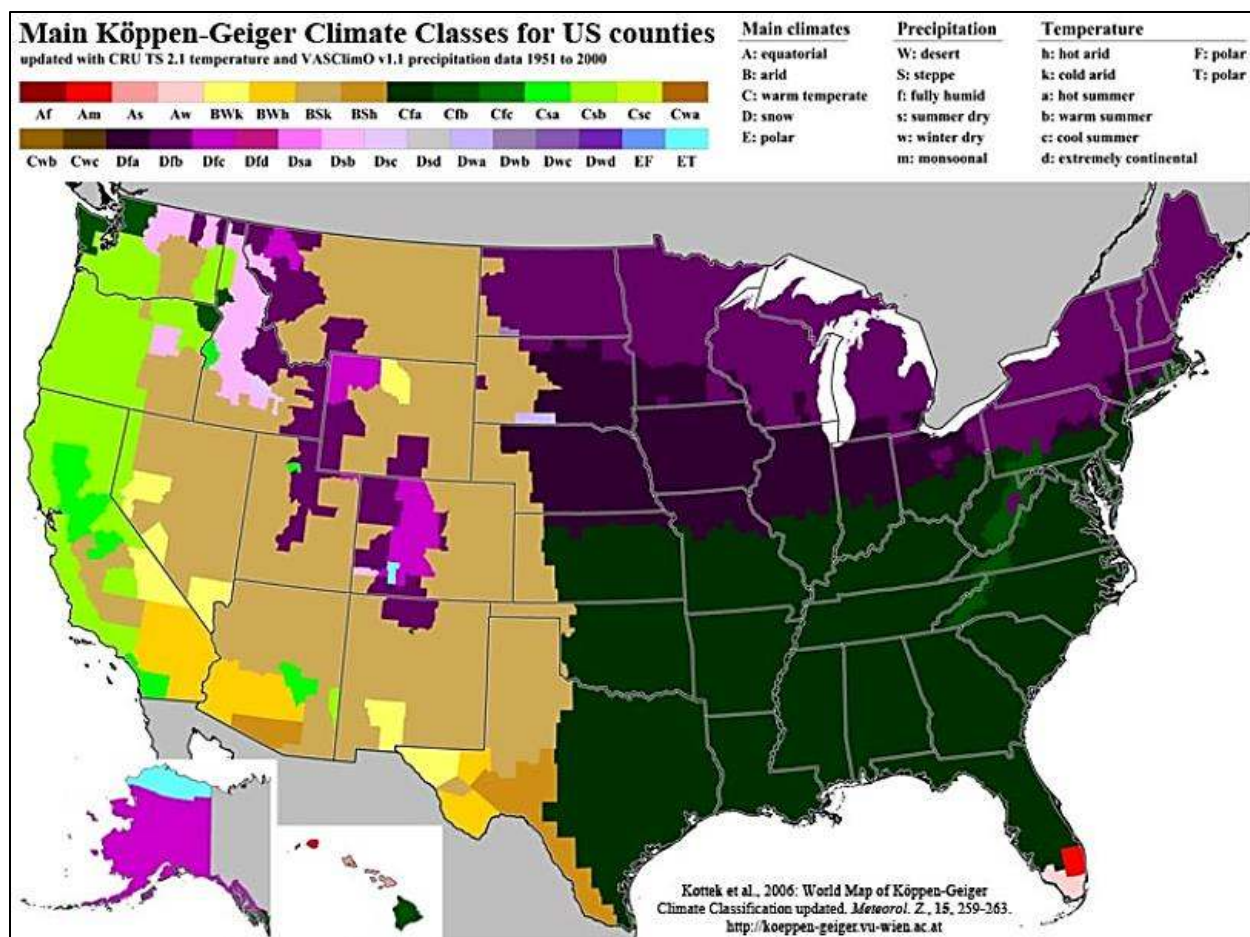 Main Köppen-Geiger Climate Classes for US counties
updated with CRU TS 2.1 temperature and VASClimO v1.1 precipitation data 1951 to 2000
Af Am As Aw BWk BWh BSk BSh Cfa Cfb Cfc Csa Csb Csc Cwa
Cwb Cwc Dfa Dfb Dfc Dfd Dsa Dsb Dsc Dsd Dwa Dwb Dwc Dwd EF ET
Main climates
A: equatorial
B: arid
C: warm temperate
D: snow
E: polar
Precipitation
W: desert
S: steppe
f: fully humid
s: summer dry
w: winter dry
m: monsoonal
Temperature
h: hot arid
k: cold arid
a: hot summer
b: warm summer
c: cool summer
d: extremely continental
F: polar
T: polar
Kottek et al., 2006: World Map of Köppen-Geiger
Climate Classification updated. Meteorol. Z., 15, 259-263.
http://koeppen-geiger.vu-wien.ac.at